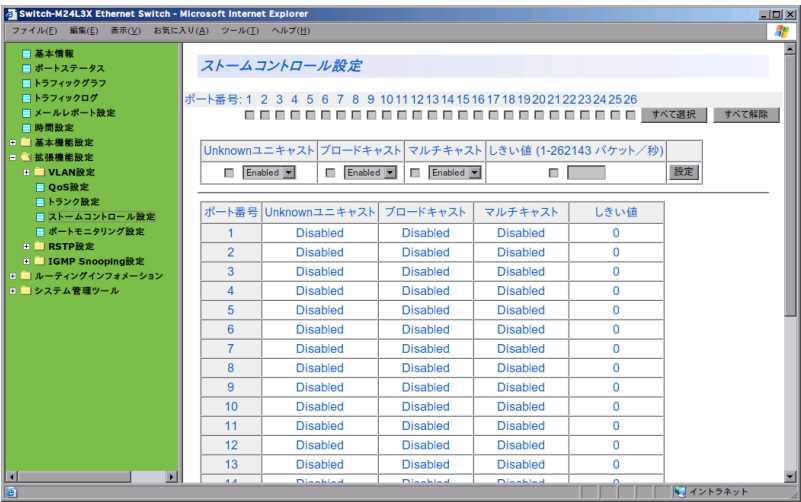 Switch-M24L3X Ethernet Switch - Microsoft Internet Explorer
ファイル(F) 編集(E) 表示(V) お気に入り(A) ツール(T) ヘルプ(H)
基本情報
ポートステータス
トラフィックグラフ
トラフィックログ
メールレポート設定
時間設定
基本機能設定
拡張機能設定
VLAN設定
QoS設定
トランク設定
ストームコントロール設定
ポートモニタリング設定
RSTP設定
IGMP Snooping設定
ルーティングインフォメーション
システム管理ツール
ストームコントロール設定
ポート番号: 1 2 3 4 5 6 7 8 9 10 11 12 13 14 15 16 17 18 19 20 21 22 23 24 25 26
すべて選択 すべて解除
Unknownユニキャスト ブロードキャスト マルチキャスト しきい値 (1-262143 パケット／秒)
Enabled Enabled Enabled 設定
ポート番号 Unknownユニキャスト ブロードキャスト マルチキャスト しきい値
1 Disabled Disabled Disabled 0
2 Disabled Disabled Disabled 0
3 Disabled Disabled Disabled 0
4 Disabled Disabled Disabled 0
5 Disabled Disabled Disabled 0
6 Disabled Disabled Disabled 0
7 Disabled Disabled Disabled 0
8 Disabled Disabled Disabled 0
9 Disabled Disabled Disabled 0
10 Disabled Disabled Disabled 0
11 Disabled Disabled Disabled 0
12 Disabled Disabled Disabled 0
13 Disabled Disabled Disabled 0
14 Disabled Disabled Disabled 0
イントラネット